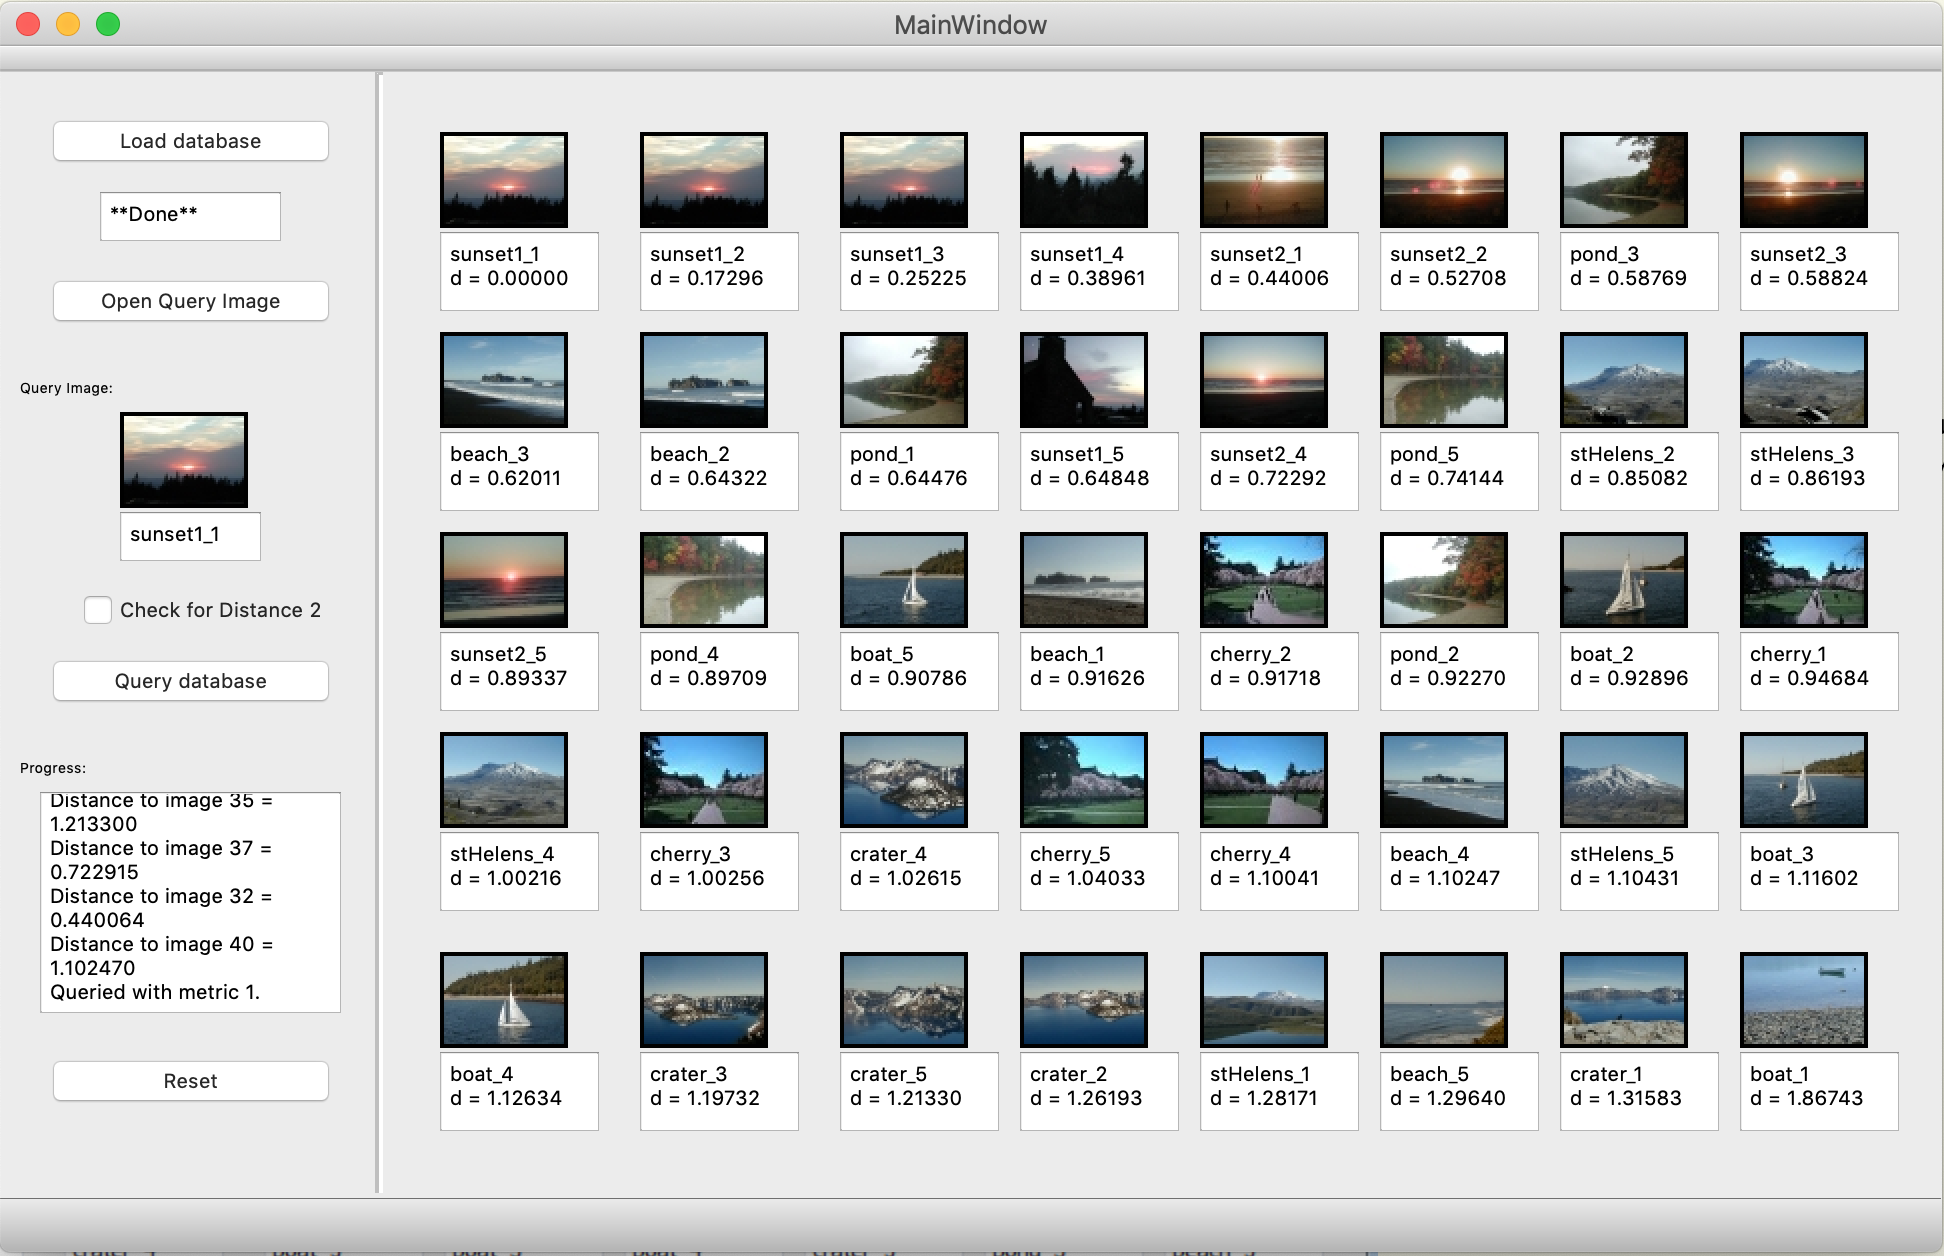 MainWindow
Load database
**Done**
Open Query Image
Query Image:
sunset1_1
Check for Distance 2
Query database
Progress:
Distance to image 35 =
1.213300
Distance to image 37 =
0.722915
Distance to image 32 =
0.440064
Distance to image 40 =
1.102470
Queried with metric 1.
Reset
sunset1_1
d = 0.00000
sunset1_2
d = 0.17296
sunset1_3
d = 0.25225
sunset1_4
d = 0.38961
sunset2_1
d = 0.44006
sunset2_2
d = 0.52708
pond_3
d = 0.58769
sunset2_3
d = 0.58824
beach_3
d = 0.62011
beach_2
d = 0.64322
pond_1
d = 0.64476
sunset1_5
d = 0.64848
sunset2_4
d = 0.72292
pond_5
d = 0.74144
stHelens_2
d = 0.85082
stHelens_3
d = 0.86193
sunset2_5
d = 0.89337
pond_4
d = 0.89709
boat_5
d = 0.90786
beach_1
d = 0.91626
cherry_2
d = 0.91718
pond_2
d = 0.92270
boat_2
d = 0.92896
cherry_1
d = 0.94684
stHelens_4
d = 1.00216
cherry_3
d = 1.00256
crater_4
d = 1.02615
cherry_5
d = 1.04033
cherry_4
d = 1.10041
beach_4
d = 1.10247
stHelens_5
d = 1.10431
boat_3
d = 1.11602
boat_4
d = 1.12634
crater_3
d = 1.19732
crater_5
d = 1.21330
crater_2
d = 1.26193
stHelens_1
d = 1.28171
beach_5
d = 1.29640
crater_1
d = 1.31583
boat_1
d = 1.86743